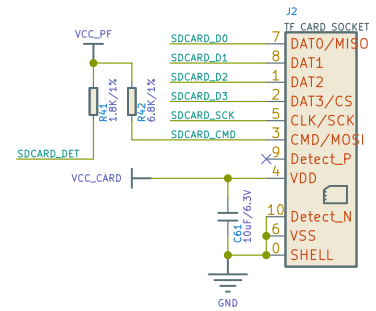 J2
TF CARD SOCKET
VCC_PF
SDCARD_D0 7 DAT0/MISO
SDCARD_D1 8 DAT1
SDCARD_D2 1 DAT2
SDCARD_D3 2 DAT3/CS
SDCARD_SCK 5 CLK/SCK
SDCARD_CMD 3 CMD/MOSI
R41
1.8K/1%
R42
6.8K/1%
SDCARD_DET
9 Detect_P
VCC_CARD 4 VDD
C61
10uF/6.3V
10 Detect_N
6 VSS
0 SHELL
GND